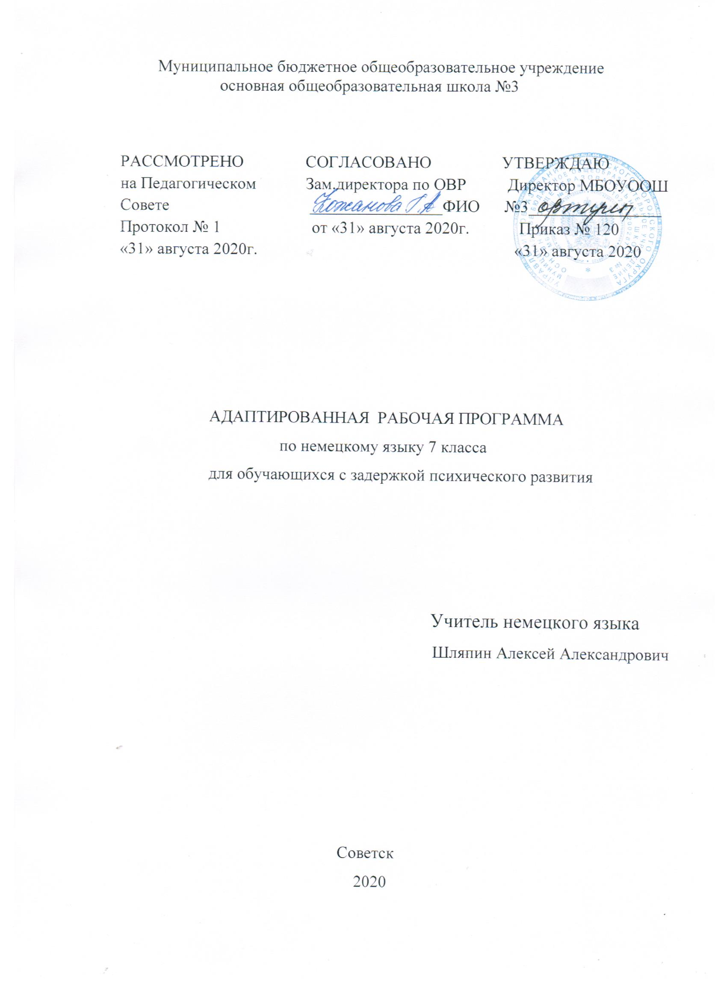 Муниципальное бюджетное общеобразовательное учреждение
основная общеобразовательная школа №3
РАССМОТРЕНО
на Педагогическом
Совете
Протокол № 1
«31» августа 2020г.
СОГЛАСОВАНО
Зам.директора по ОВР
Кожанова Г.А ФИО
от «31» августа 2020г.
УТВЕРЖДАЮ
Директор МБОУООШ
№3
Приказ № 120
«31» августа 2020
АДАПТИРОВАННАЯ РАБОЧАЯ ПРОГРАММА
по немецкому языку 7 класса
для обучающихся с задержкой психического развития
Учитель немецкого языка
Шляпин Алексей Александрович
Советск
2020